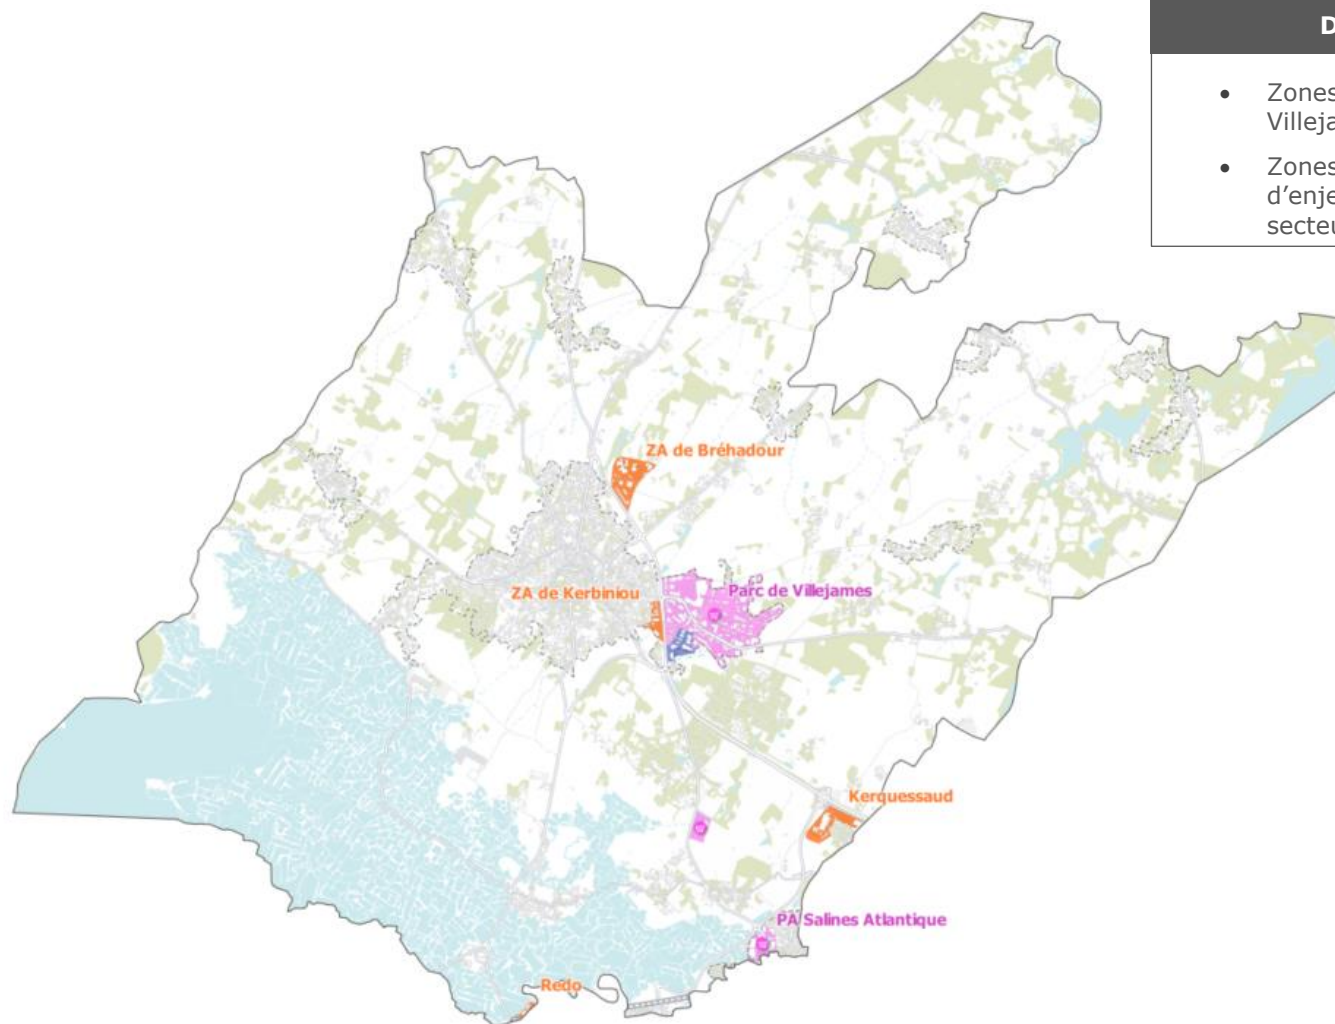 D
• Zones
Villeja
• Zones
d'enje
secteu
ZA de Bréhadour
ZA de Kerbiniou
Parc de Villejames
Kerquessaud
PA Salines Atlantique
Redo